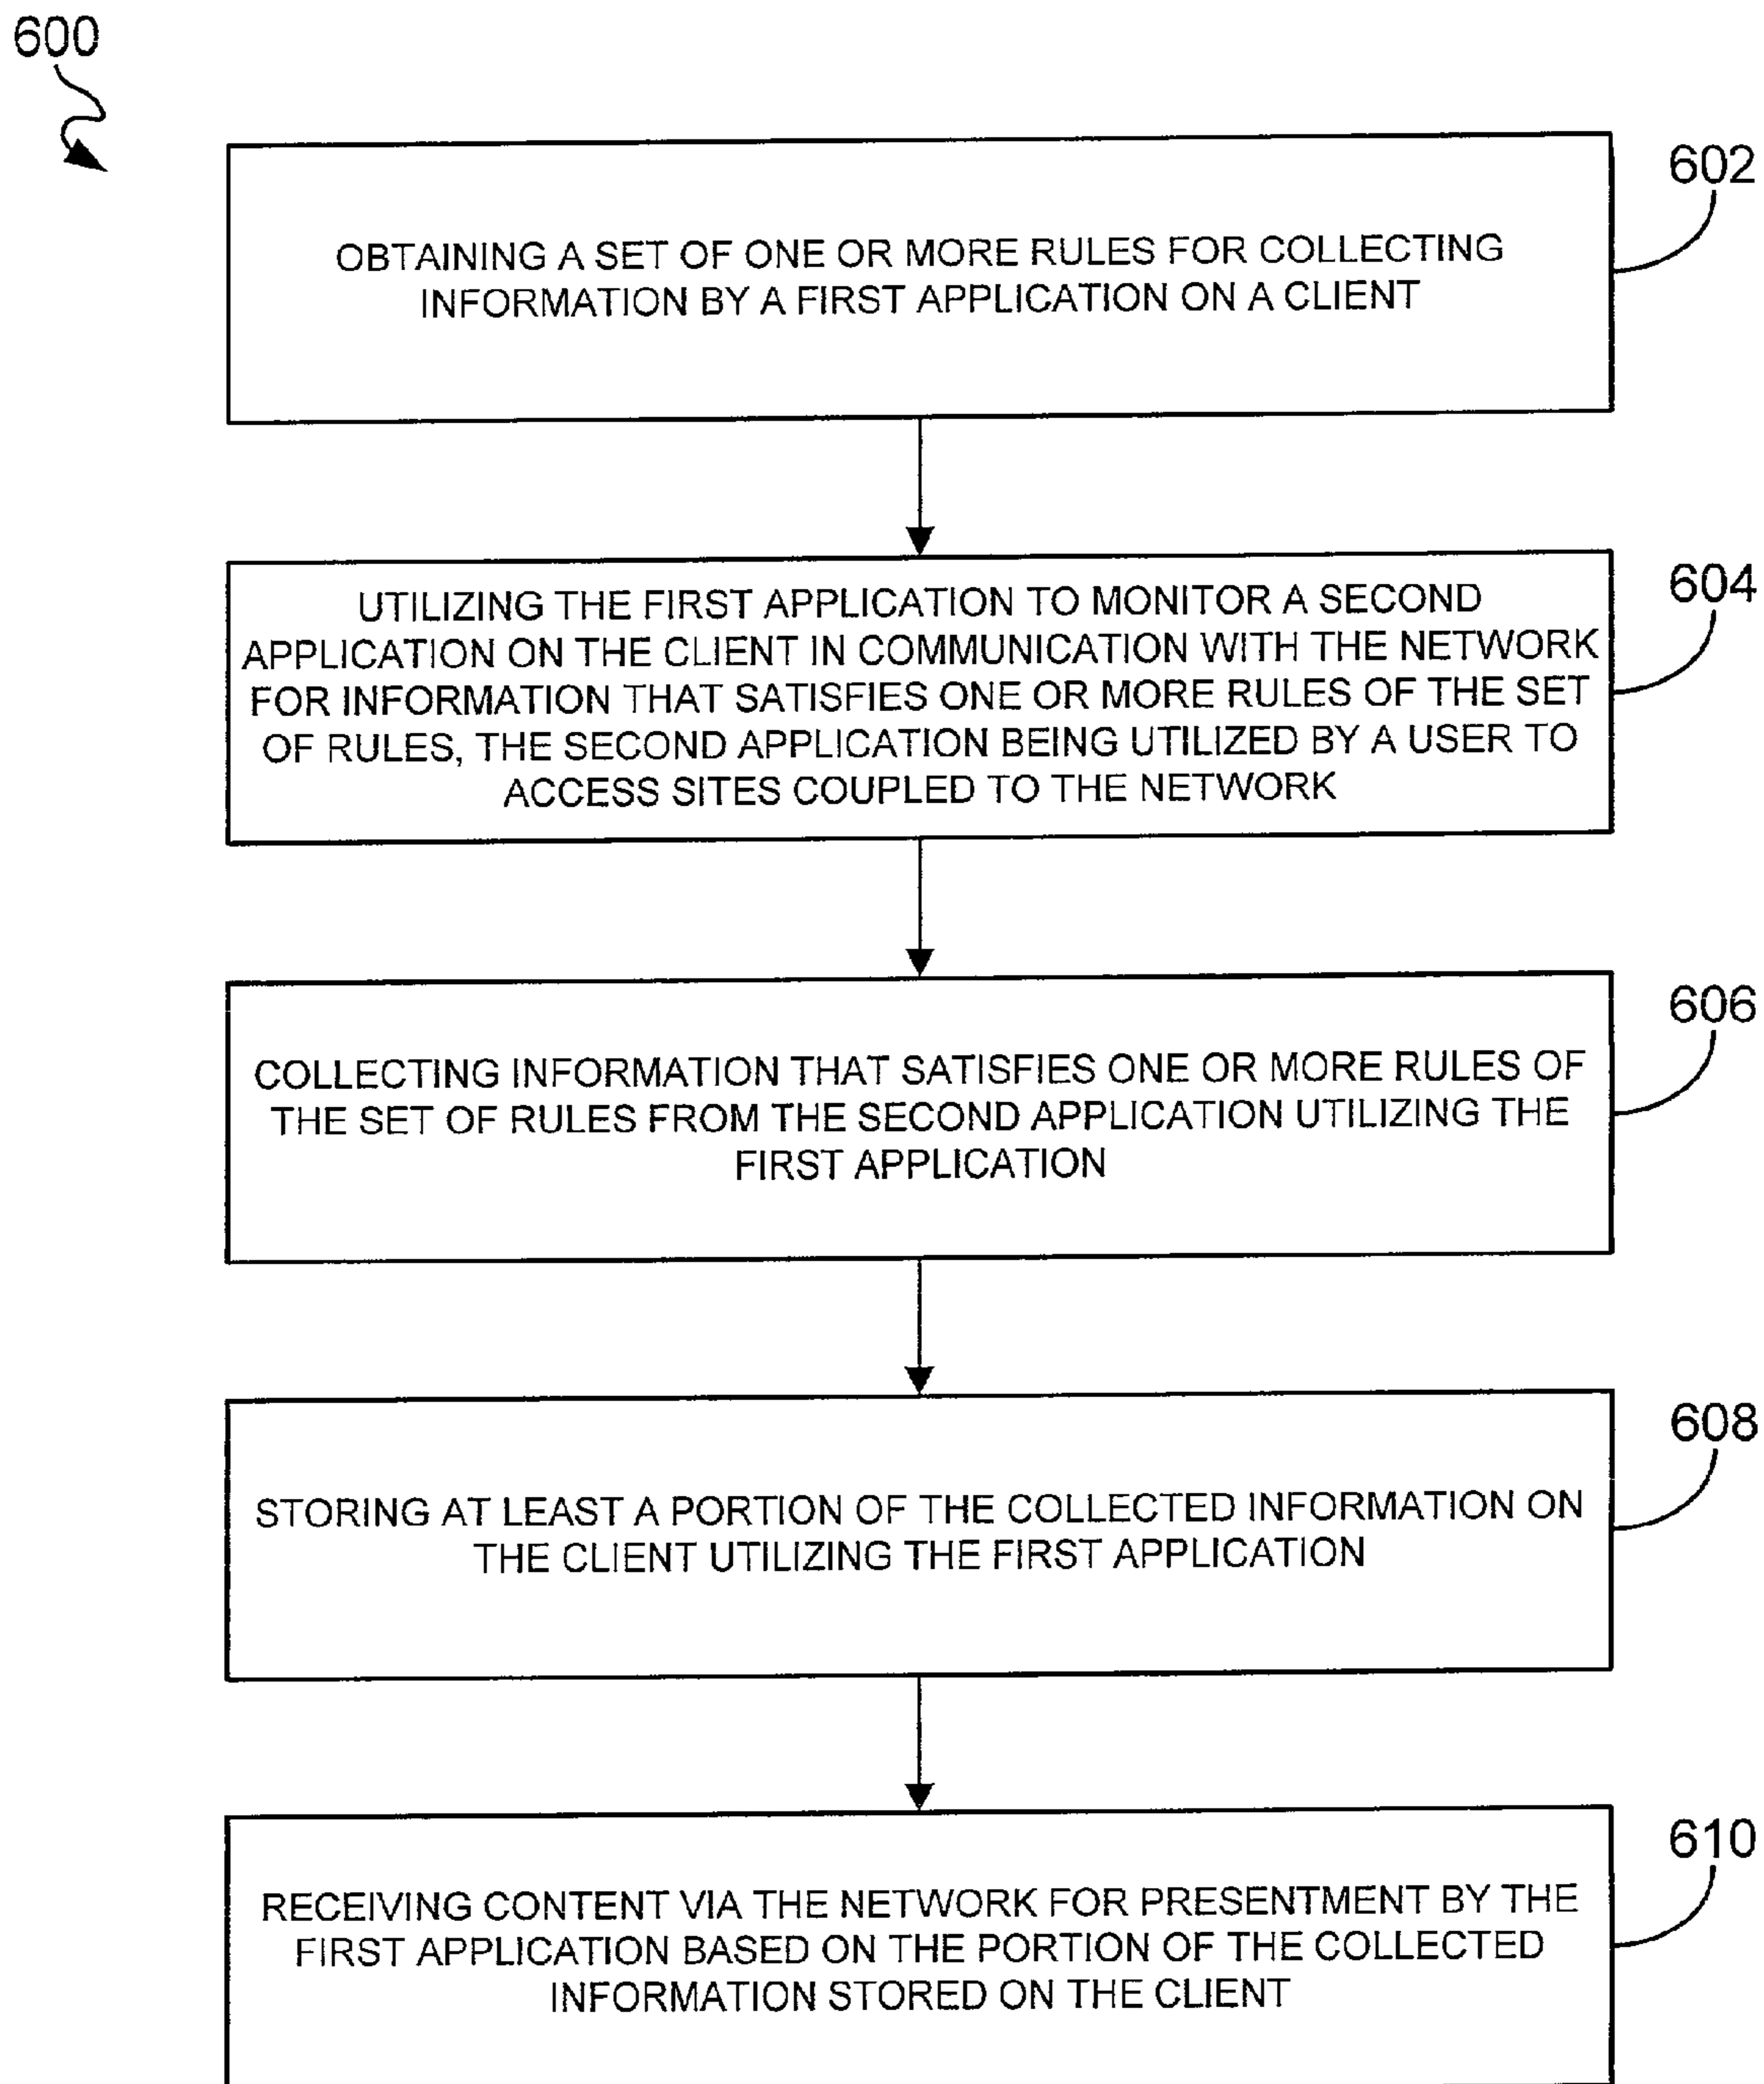 600
602
OBTAINING A SET OF ONE OR MORE RULES FOR COLLECTING
INFORMATION BY A FIRST APPLICATION ON A CLIENT
604
UTILIZING THE FIRST APPLICATION TO MONITOR A SECOND
APPLICATION ON THE CLIENT IN COMMUNICATION WITH THE NETWORK
FOR INFORMATION THAT SATISFIES ONE OR MORE RULES OF THE SET
OF RULES, THE SECOND APPLICATION BEING UTILIZED BY A USER TO
ACCESS SITES COUPLED TO THE NETWORK
606
COLLECTING INFORMATION THAT SATISFIES ONE OR MORE RULES OF
THE SET OF RULES FROM THE SECOND APPLICATION UTILIZING THE
FIRST APPLICATION
608
STORING AT LEAST A PORTION OF THE COLLECTED INFORMATION ON
THE CLIENT UTILIZING THE FIRST APPLICATION
610
RECEIVING CONTENT VIA THE NETWORK FOR PRESENTMENT BY THE
FIRST APPLICATION BASED ON THE PORTION OF THE COLLECTED
INFORMATION STORED ON THE CLIENT